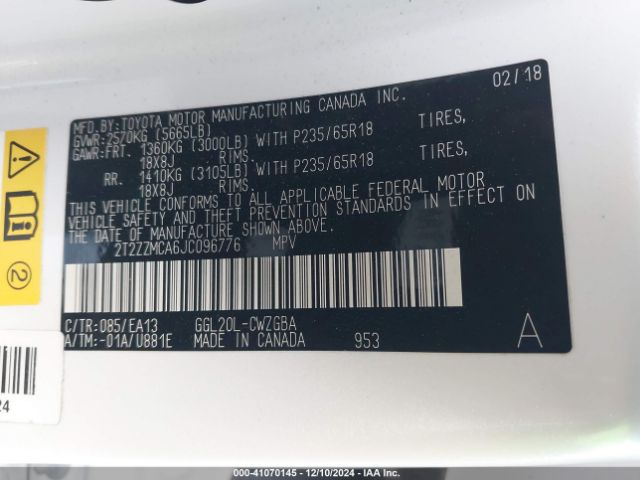 02/18
MFD.BY:TOYOTA MOTOR MANUFACTURING CANADA INC.
GVWR:2570KG (5665LB)
GAWR:FRT. 1360KG (3000LB) WITH P235/65R18 TIRES,
18X8J RIMS.
RR. 1410KG (3105LB) WITH P235/65R18 TIRES,
18X8J RIMS.
THIS VEHICLE CONFORMS TO ALL APPLICABLE FEDERAL MOTOR
VEHICLE SAFETY AND THEFT PREVENTION STANDARDS IN EFFECT ON
THE DATE OF MANUFACTURE SHOWN ABOVE.
2T2ZZMCA6JC096776 MPV
C/TR:085/EA13 GGL20L-CWZGBA
A/TM:-01A/U881E MADE IN CANADA 953 A
2
24
000-41070145 - 12/10/2024 - IAA Inc.